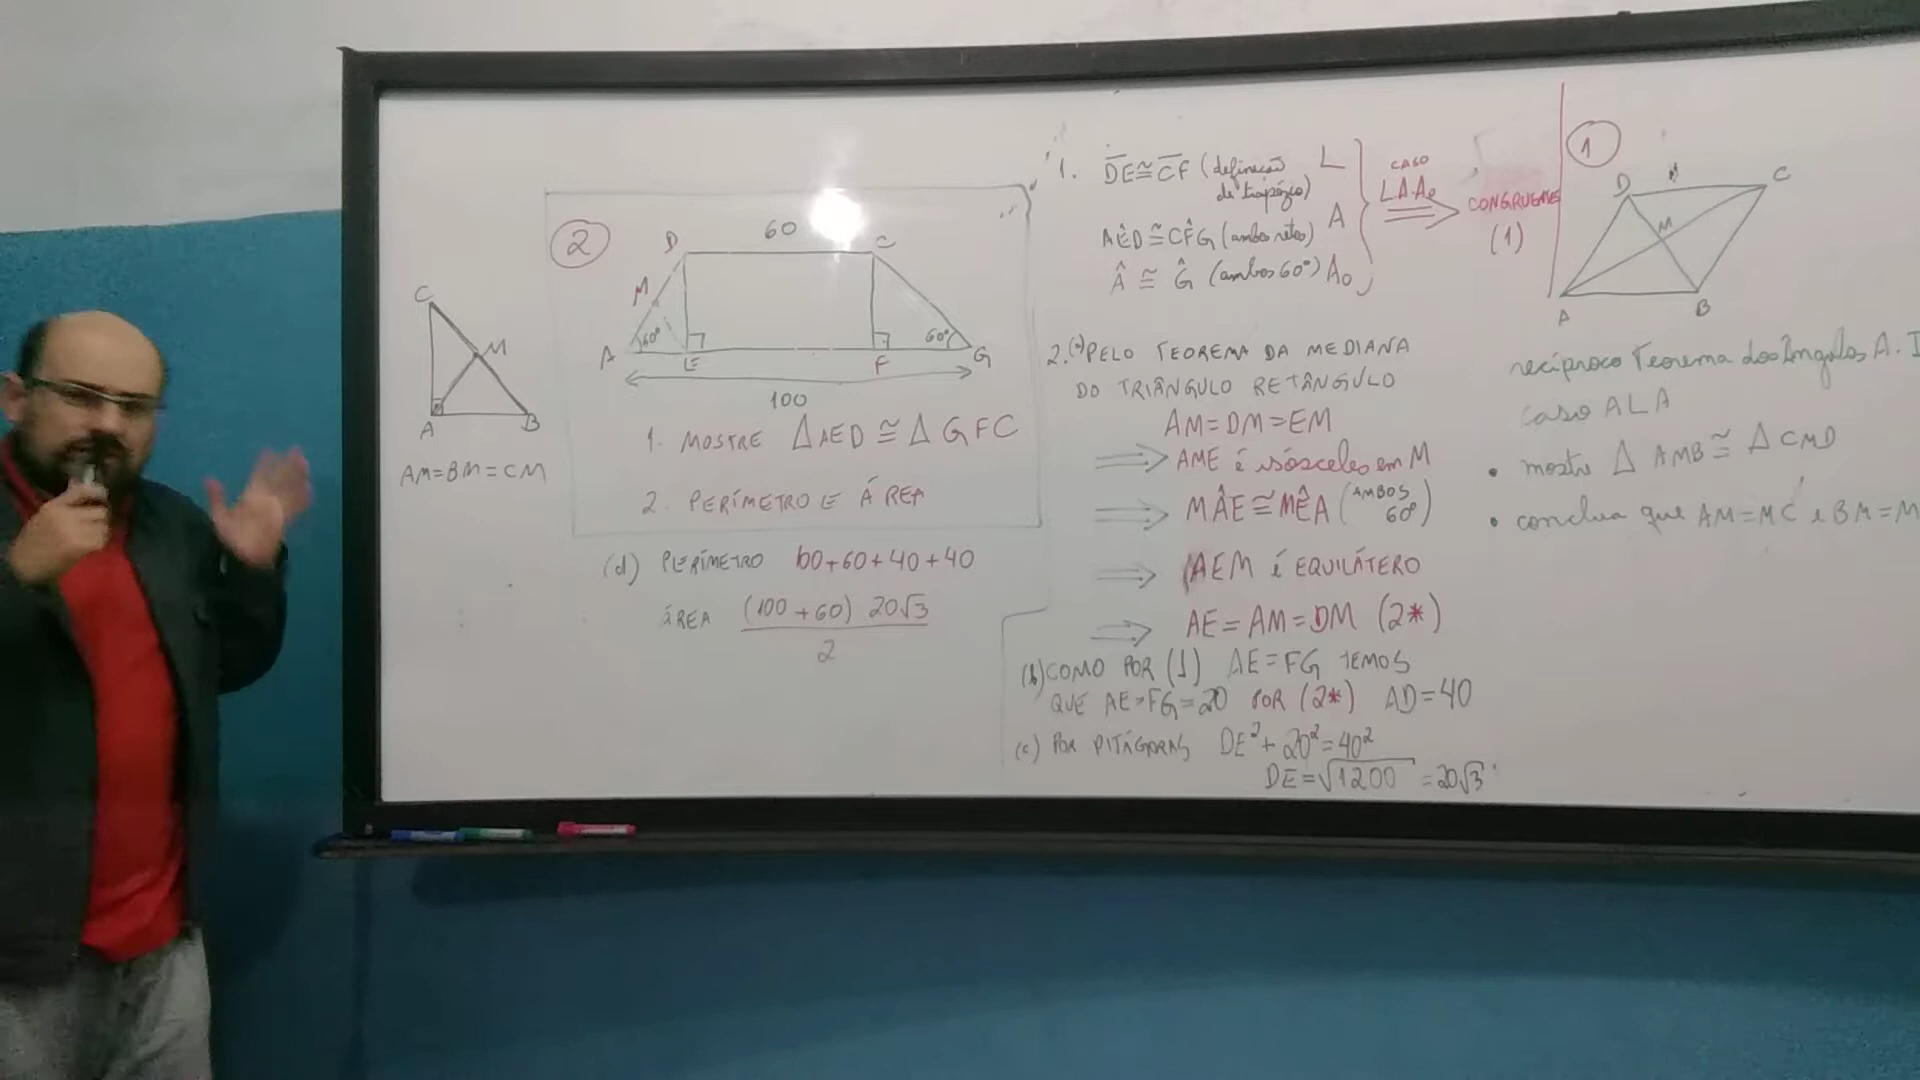 C
M
A
B
AM=BM=CM
2
D
60
C
M
A
60°
E
F
60°
G
100
1. MOSTRE △AED ≅ △GFC
2. PERÍMETRO E ÁREA
(d) PERÍMETRO 100+60+40+40
ÁREA (100+60) 20√3
2
1. DE ≅ CF (definição de trapézio) L
AÊD ≅ CF̂G (ambos retos) A
Â ≅ Ĝ (ambos 60°) Ao
CASO
LAAo
⟹
CONGRUENTES
(1)
2.(a) PELO TEOREMA DA MEDIANA
DO TRIÂNGULO RETÂNGULO
AM=DM=EM
⟹ AME é isósceles em M
⟹ MÂE ≅ MÊA (AMBOS 60°)
⟹ AEM É EQUILÁTERO
⟹ AE=AM=DM (2*)
(b) COMO POR (1) AE=FG TEMOS
QUE AE=FG=20 POR (2*) AD=40
(c) POR PITÁGORAS DE²+20²=40²
DE=√1200 =20√3
1
D
C
M
A
B
recíproco Teorema dos Ângulos A. I
caso ALA
• mostre △ AMB ≅ △ CMD
• conclua que AM=MC e BM=M